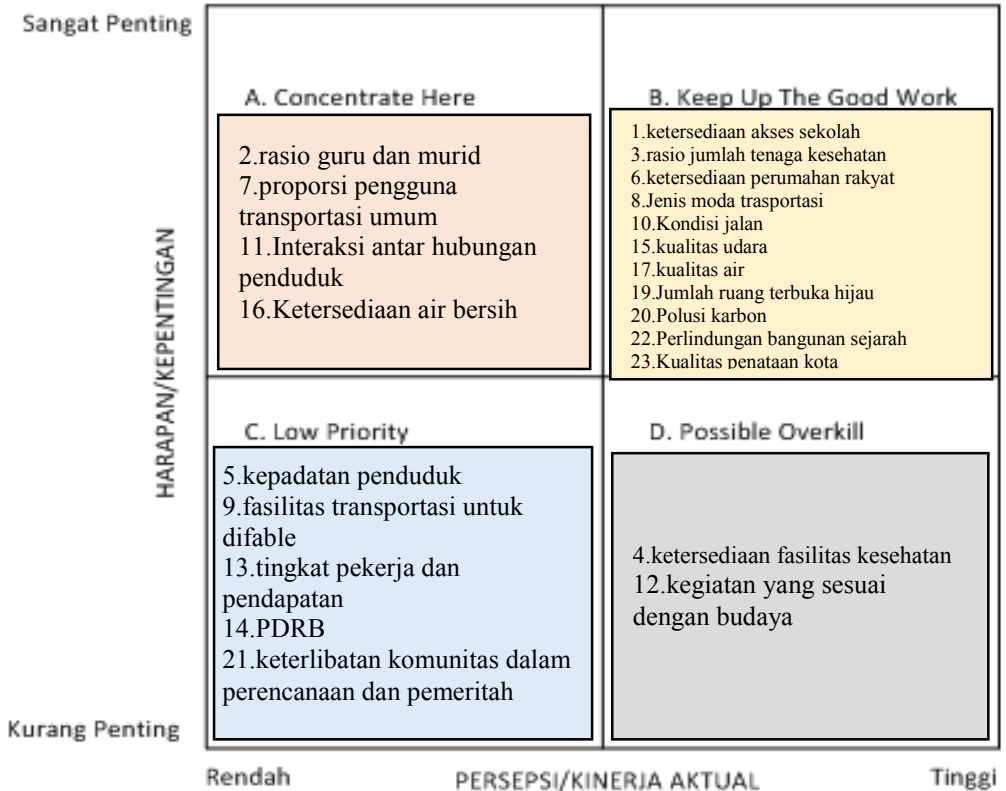 Sangat Penting
A. Concentrate Here
B. Keep Up The Good Work
2.rasio guru dan murid
7.proporsi pengguna
transportasi umum
11.Interaksi antar hubungan
penduduk
16.Ketersediaan air bersih
1.ketersediaan akses sekolah
3.rasio jumlah tenaga kesehatan
6.ketersediaan perumahan rakyat
8.Jenis moda trasportasi
10.Kondisi jalan
15.kualitas udara
17.kualitas air
19.Jumlah ruang terbuka hijau
20.Polusi karbon
22.Perlindungan bangunan sejarah
23.Kualitas penataan kota
HARAPAN/KEPENTINGAN
C. Low Priority
D. Possible Overkill
5.kepadatan penduduk
9.fasilitas transportasi untuk
difable
13.tingkat pekerja dan
pendapatan
14.PDRB
21.keterlibatan komunitas dalam
perencanaan dan pemeritah
4.ketersediaan fasilitas kesehatan
12.kegiatan yang sesuai
dengan budaya
Kurang Penting
Rendah
PERSEPSI/KINERJA AKTUAL
Tinggi